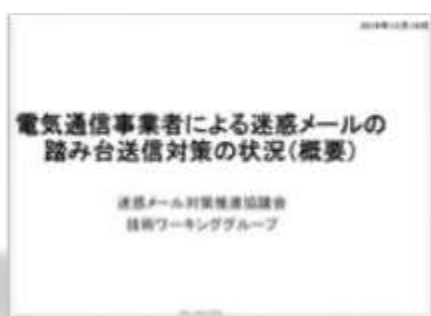 電気通信事業者による迷惑メールの
踏み台送信対策の状況(概要)
迷惑メール対策推進協議会
技術ワーキンググループ